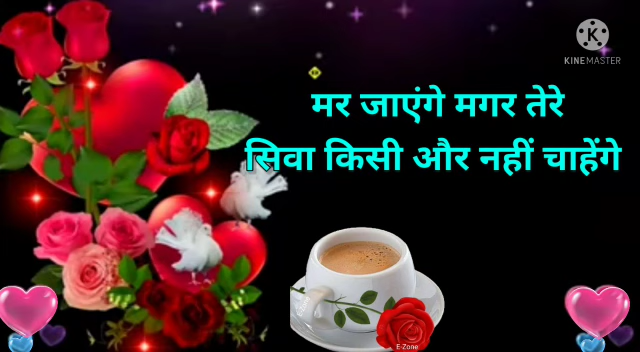 KINEMASTER
मर जाएंगे मगर तेरे
सिवा किसी और नहीं चाहेंगे
E-Zone